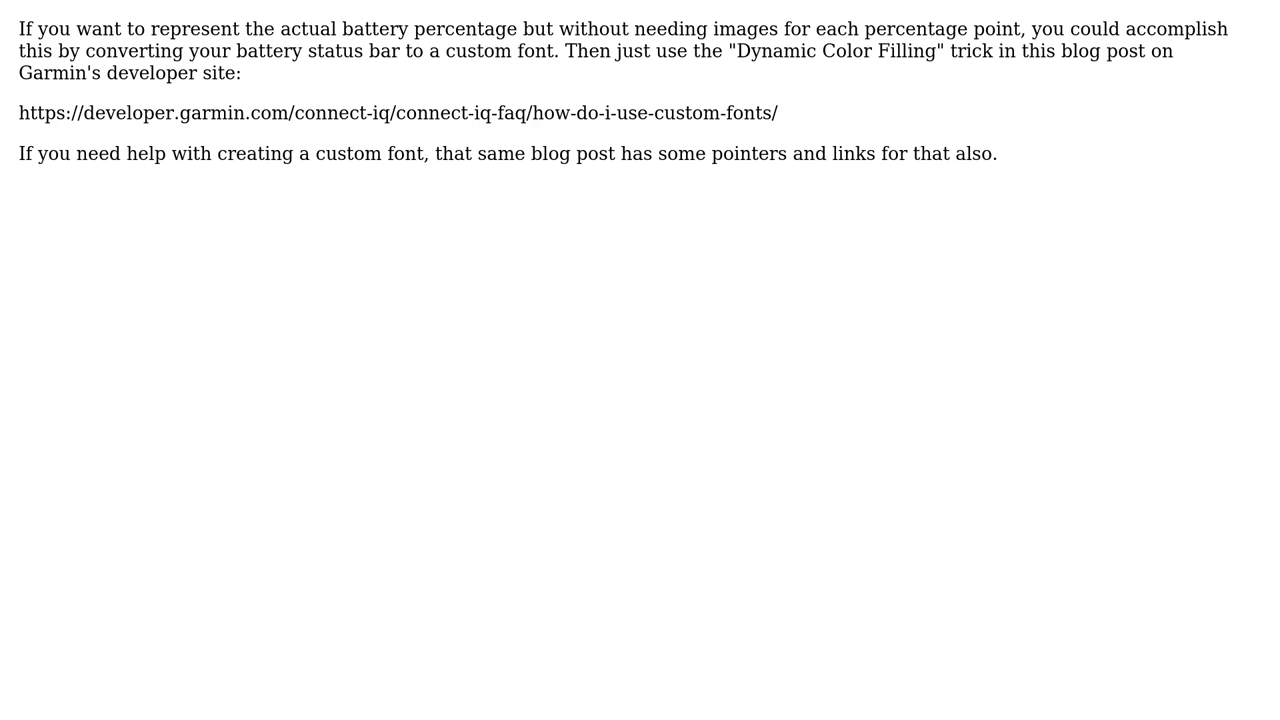 If you want to represent the actual battery percentage but without needing images for each percentage point, you could accomplish
this by converting your battery status bar to a custom font. Then just use the "Dynamic Color Filling" trick in this blog post on
Garmin's developer site:
https://developer.garmin.com/connect-iq/connect-iq-faq/how-do-i-use-custom-fonts/
If you need help with creating a custom font, that same blog post has some pointers and links for that also.